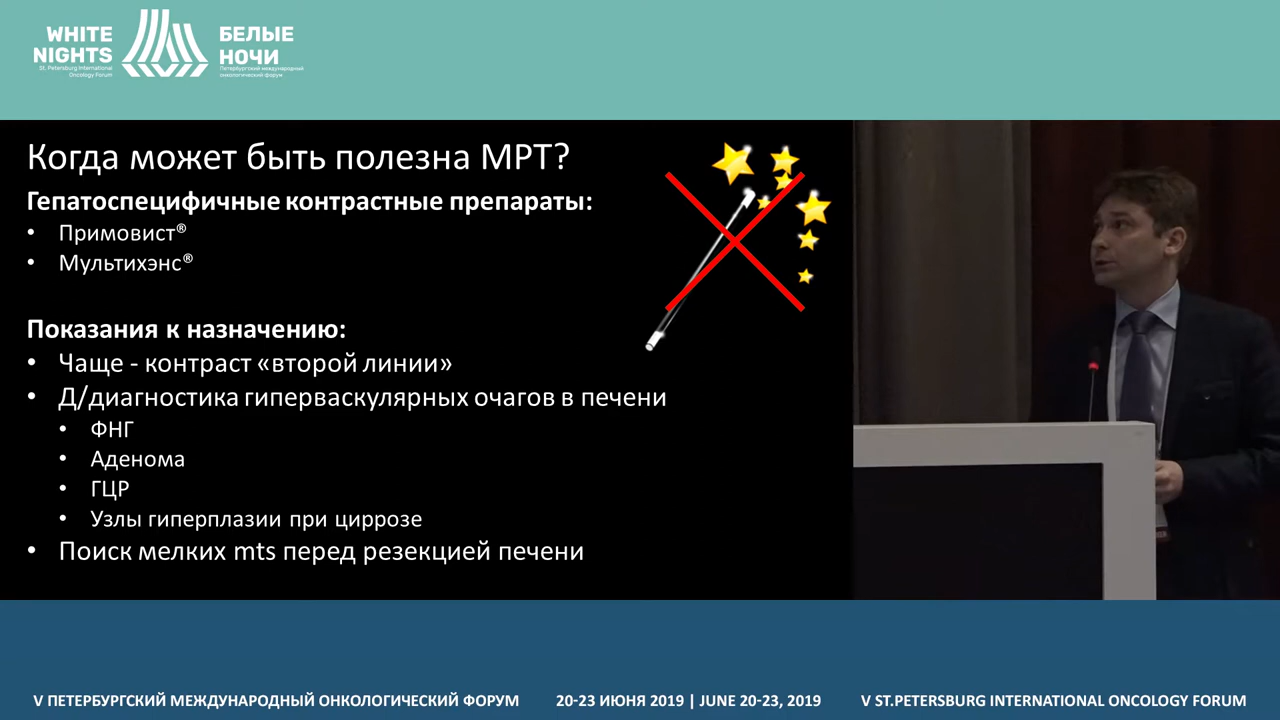 WHITE
NIGHTS
St. Petersburg International
Oncology Forum
БЕЛЫЕ
НОЧИ
Петербургский международный
онкологический форум
Когда может быть полезна МРТ?
Гепатоспецифичные контрастные препараты:
• Примовист®
• Мультихэнс®
Показания к назначению:
• Чаще - контраст «второй линии»
• Д/диагностика гиперваскулярных очагов в печени
• ФНГ
• Аденома
• ГЦР
• Узлы гиперплазии при циррозе
• Поиск мелких mts перед резекцией печени
V ПЕТЕРБУРГСКИЙ МЕЖДУНАРОДНЫЙ ОНКОЛОГИЧЕСКИЙ ФОРУМ 20-23 ИЮНЯ 2019 | JUNE 20-23, 2019 V ST.PETERSBURG INTERNATIONAL ONCOLOGY FORUM